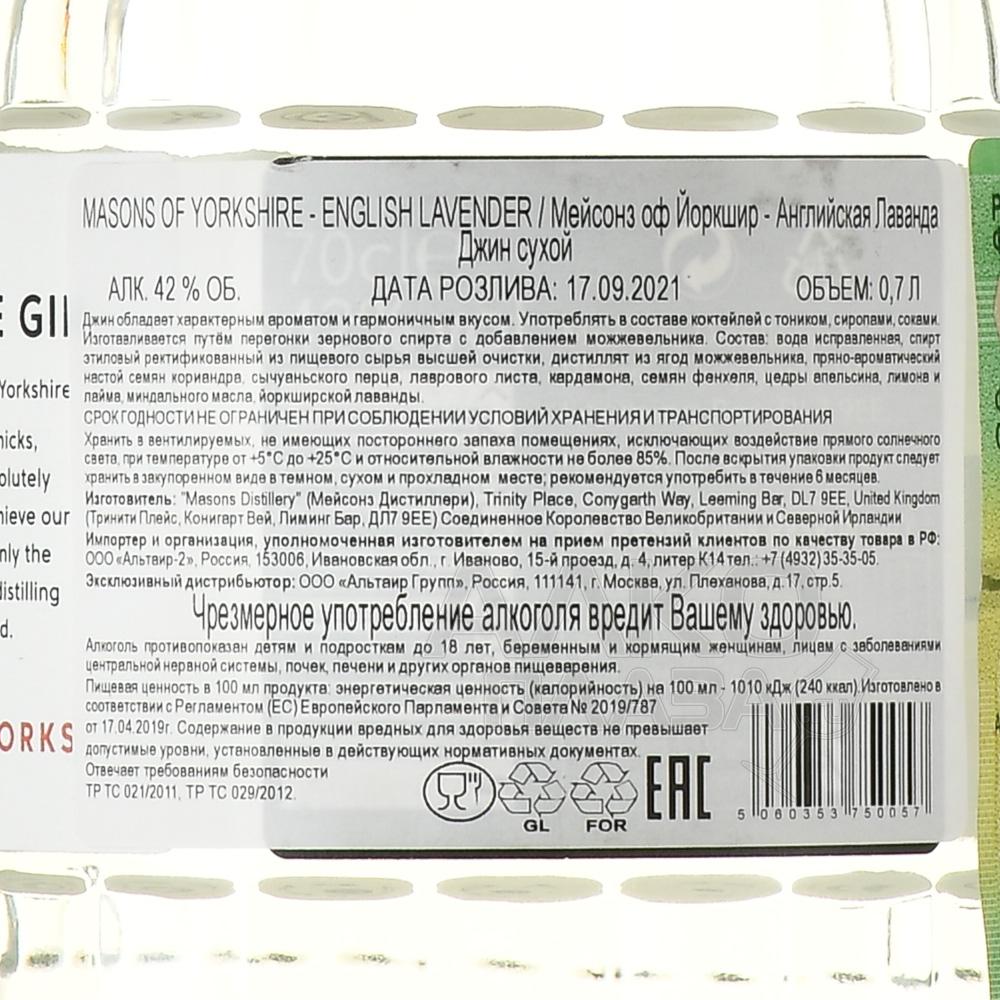 MASONS OF YORKSHIRE - ENGLISH LAVENDER / Мейсонз оф Йоркшир - Английская Лаванда
Джин сухой
АЛК. 42 % ОБ. ДАТА РОЗЛИВА: 17.09.2021 ОБЪЕМ: 0,7 Л
Джин обладает характерным ароматом и гармоничным вкусом. Употреблять в составе коктейлей с тоником, сиропами, соками.
Изготавливается путём перегонки зернового спирта с добавлением можжевельника. Состав: вода исправленная, спирт
этиловый ректификованный из пищевого сырья высшей очистки, дистиллят из ягод можжевельника, пряно-ароматический
настой семян кориандра, сычуаньского перца, лаврового листа, кардамона, семян фенхеля, цедры апельсина, лимона и
лайма, миндального масла, йоркширской лаванды.
СРОК ГОДНОСТИ НЕ ОГРАНИЧЕН ПРИ СОБЛЮДЕНИИ УСЛОВИЙ ХРАНЕНИЯ И ТРАНСПОРТИРОВАНИЯ
Хранить в вентилируемых, не имеющих постороннего запаха помещениях, исключающих воздействие прямого солнечного
света, при температуре от +5°С до +25°С и относительной влажности не более 85%. После вскрытия упаковки продукт следует
хранить в закупоренном виде в темном, сухом и прохладном месте; рекомендуется употребить в течение 6 месяцев.
Изготовитель: "Masons Distillery" (Мейсонз Дистиллери), Trinity Place, Conygarth Way, Leeming Bar, DL7 9EE, United Kingdom
(Тринити Плейс, Конигарт Вей, Лиминг Бар, ДЛ7 9ЕЕ) Соединенное Королевство Великобритании и Северной Ирландии
Импортер и организация, уполномоченная изготовителем на прием претензий клиентов по качеству товара в РФ:
ООО «Альтаир-2», Россия, 153006, Ивановская обл., г. Иваново, 15-й проезд, д. 4, литер К14 тел.: +7(4932) 35-35-05.
Эксклюзивный дистрибьютор: ООО «Альтаир Групп», Россия, 111141, г. Москва, ул. Плеханова, д.17, стр.5.
Чрезмерное употребление алкоголя вредит Вашему здоровью.
Алкоголь противопоказан детям и подросткам до 18 лет, беременным и кормящим женщинам, лицам с заболеваниями
центральной нервной системы, почек, печени и других органов пищеварения.
Пищевая ценность в 100 мл продукта: энергетическая ценность (калорийность) на 100 мл - 1010 кДж (240 ккал). Изготовлено в
соответствии с Регламентом (ЕС) Европейского Парламента и Совета № 2019/787
от 17.04.2019г. Содержание в продукции вредных для здоровья веществ не превышает
допустимые уровни, установленные в действующих нормативных документах.
Отвечает требованиям безопасности
ТР ТС 021/2011, ТР ТС 029/2012.
GL FOR EAC
5 060353 750057
E GII
Yorkshire
nicks,
olutely
hieve our
nly the
distilling
d.
ORKS
70cl e
АЛКО
ПЛАЗА